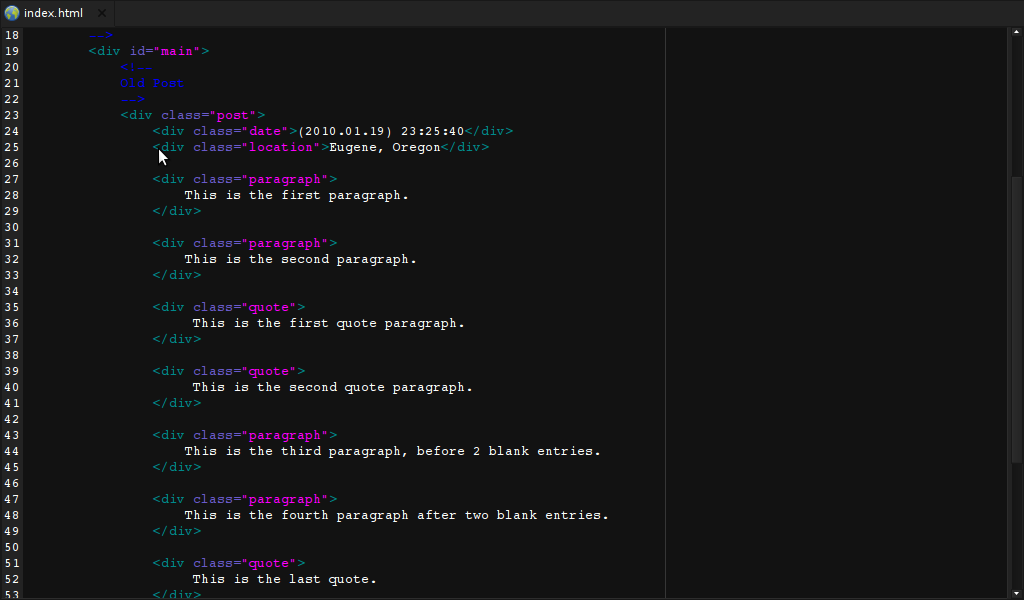 index.html
18 -->
19 <div id="main">
20 <!--
21 Old Post
22 -->
23 <div class="post">
24 <div class="date">(2010.01.19) 23:25:40</div>
25 <div class="location">Eugene, Oregon</div>
26
27 <div class="paragraph">
28 This is the first paragraph.
29 </div>
30
31 <div class="paragraph">
32 This is the second paragraph.
33 </div>
34
35 <div class="quote">
36 This is the first quote paragraph.
37 </div>
38
39 <div class="quote">
40 This is the second quote paragraph.
41 </div>
42
43 <div class="paragraph">
44 This is the third paragraph, before 2 blank entries.
45 </div>
46
47 <div class="paragraph">
48 This is the fourth paragraph after two blank entries.
49 </div>
50
51 <div class="quote">
52 This is the last quote.
53 </div>